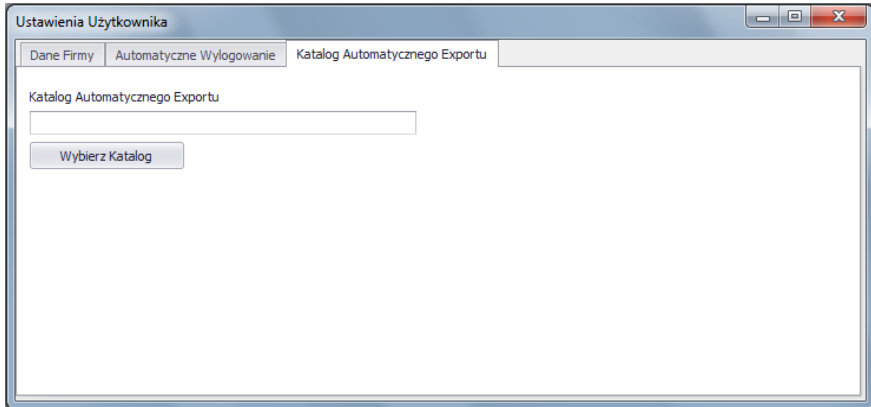 Ustawienia Użytkownika
Dane Firmy Automatyczne Wylogowanie Katalog Automatycznego Exportu
Katalog Automatycznego Exportu
Wybierz Katalog